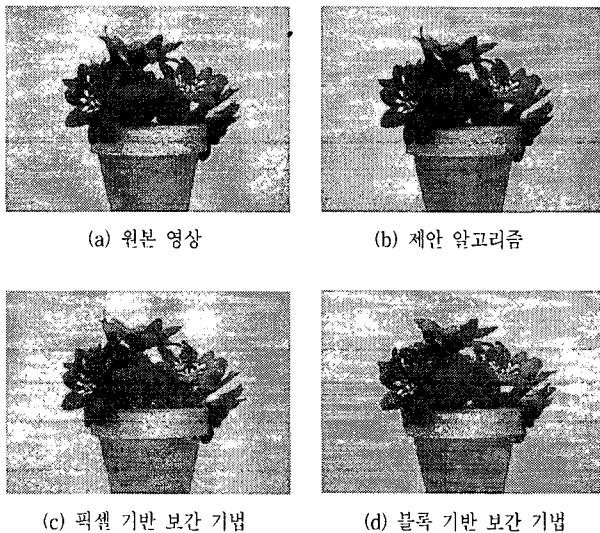 (a) 원본 영상
(b) 제안 알고리즘
(c) 픽셀 기반 보간 기법
(d) 블록 기반 보간 기법